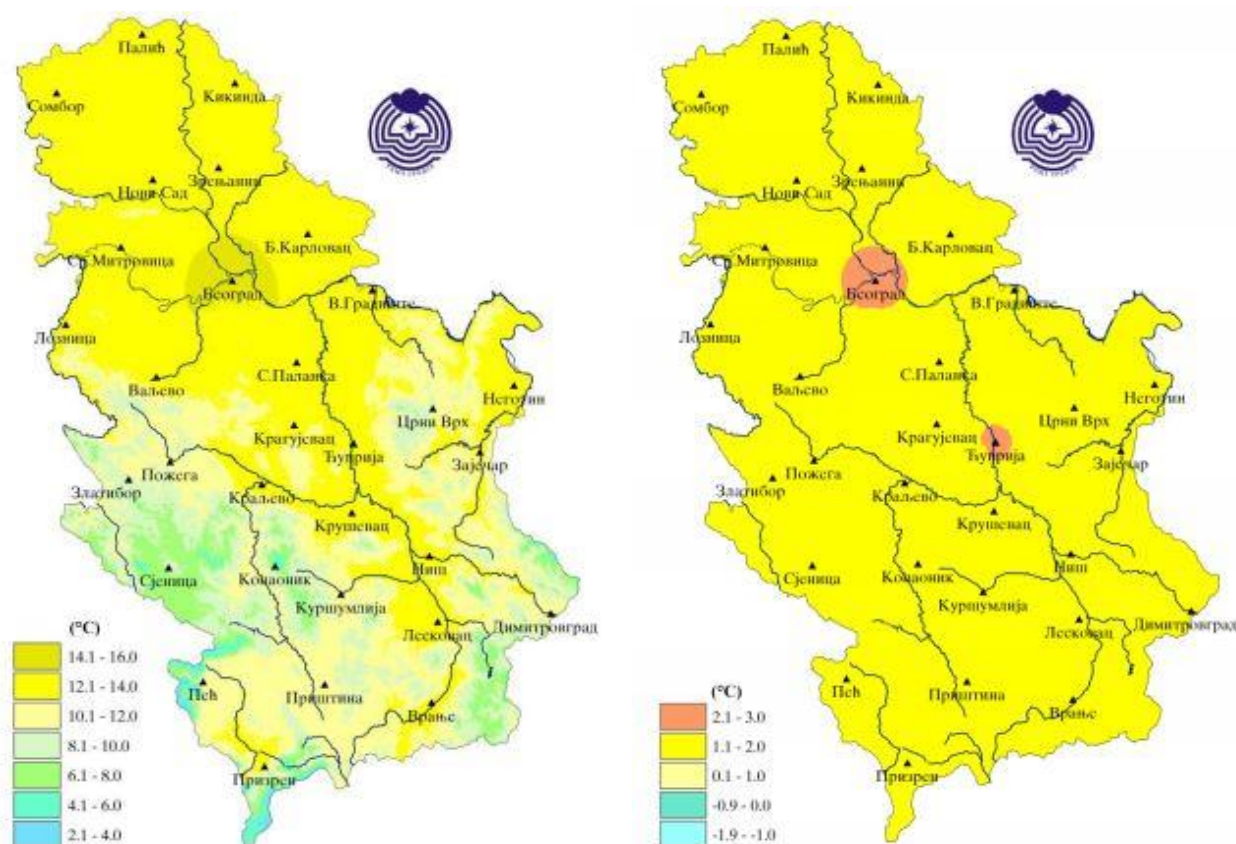 Палић
Кикинда
Сомбор
Зрењанин
Нови Сад
Б.Карловац
Ср.Митровица
Београд
В.Градиште
Лозница
С.Паланка
Ваљево
Неготин
Црни Врх
Крагујевац
Ћуприја
Зајечар
Пожега
Златибор
Краљево
Крушевац
Ниш
Сјеница
Копаоник
Куршумлија
Лесковац
Димитровград
Пећ
Приштина
Врање
Призрен
(°C)
14.1 - 16.0
12.1 - 14.0
10.1 - 12.0
8.1 - 10.0
6.1 - 8.0
4.1 - 6.0
2.1 - 4.0
Палић
Кикинда
Сомбор
Зрењанин
Нови Сад
Б.Карловац
Ср.Митровица
Београд
В.Градиште
Лозница
С.Паланка
Ваљево
Неготин
Црни Врх
Крагујевац
Ћуприја
Зајечар
Пожега
Златибор
Краљево
Крушевац
Ниш
Сјеница
Копаоник
Куршумлија
Лесковац
Димитровград
Пећ
Приштина
Врање
Призрен
(°C)
2.1 - 3.0
1.1 - 2.0
0.1 - 1.0
-0.9 - 0.0
-1.9 - -1.0